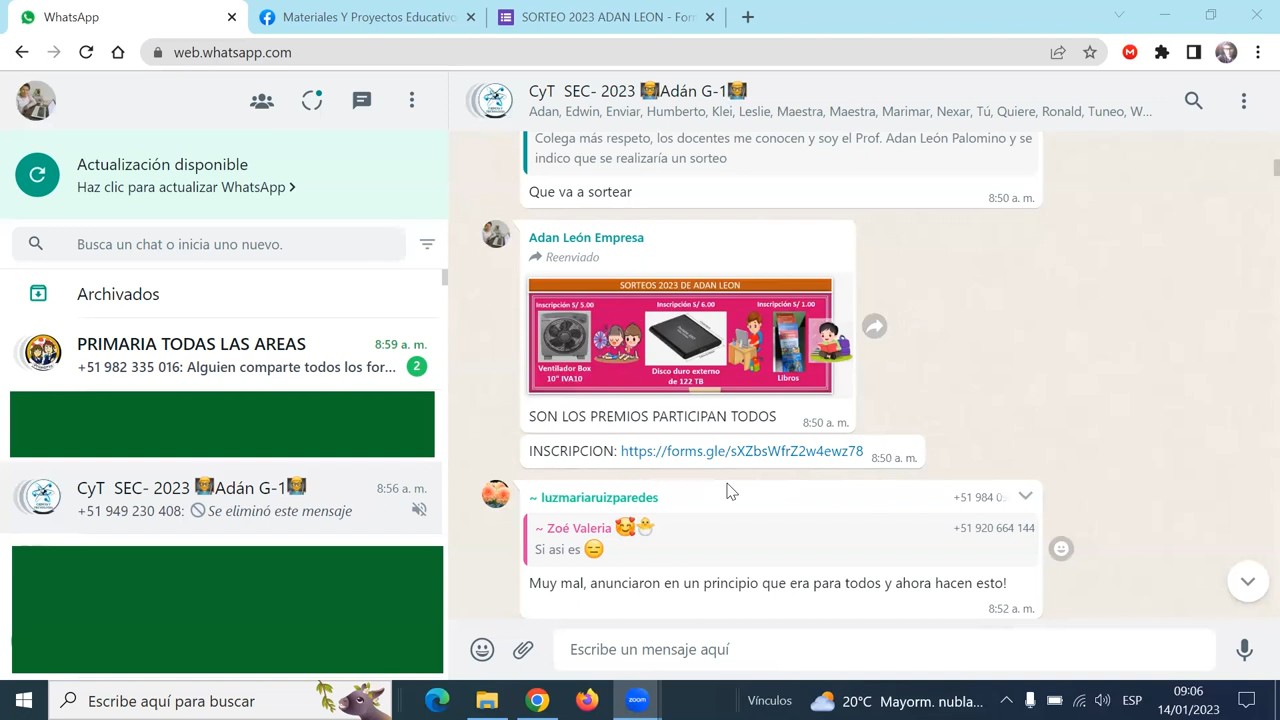 WhatsApp
Materiales Y Proyectos Educativo
SORTEO 2023 ADAN LEON - For
web.whatsapp.com
Actualización disponible
Haz clic para actualizar WhatsApp
Busca un chat o inicia uno nuevo.
Archivados
PRIMARIA TODAS LAS AREAS
8:59 a. m.
+51 982 335 016: Alguien comparte todos los for...
2
CyT SEC- 2023 Adán G-1
8:56 a. m.
+51 949 230 408: Se eliminó este mensaje
CyT SEC- 2023 Adán G-1
Adan, Edwin, Enviar, Humberto, Klei, Leslie, Maestra, Maestra, Marimar, Nexar, Tú, Quiere, Ronald, Tuneo, W...
Colega más respeto, los docentes me conocen y soy el Prof. Adan León Palomino y se
indico que se realizaría un sorteo
Que va a sortear
8:50 a. m.
Adan León Empresa
Reenviado
SORTEOS 2023 DE ADAN LEON
Inscripción S/ 5.00
Inscripción S/ 6.00
Inscripción S/ 1.00
Ventilador Box
10" IVA10
Disco duro externo
de 122 TB
Libros
SON LOS PREMIOS PARTICIPAN TODOS
8:50 a. m.
INSCRIPCION: https://forms.gle/sXZbsWfrZ2w4ewz78
8:50 a. m.
~ luzmariaruizparedes
+51 984 0
~ Zoé Valeria
+51 920 664 144
Si asi es
Muy mal, anunciaron en un principio que era para todos y ahora hacen esto!
8:52 a. m.
Escribe un mensaje aquí
Escribe aquí para buscar
zoom
Vínculos
20°C Mayorm. nubla...
ESP
09:06
14/01/2023